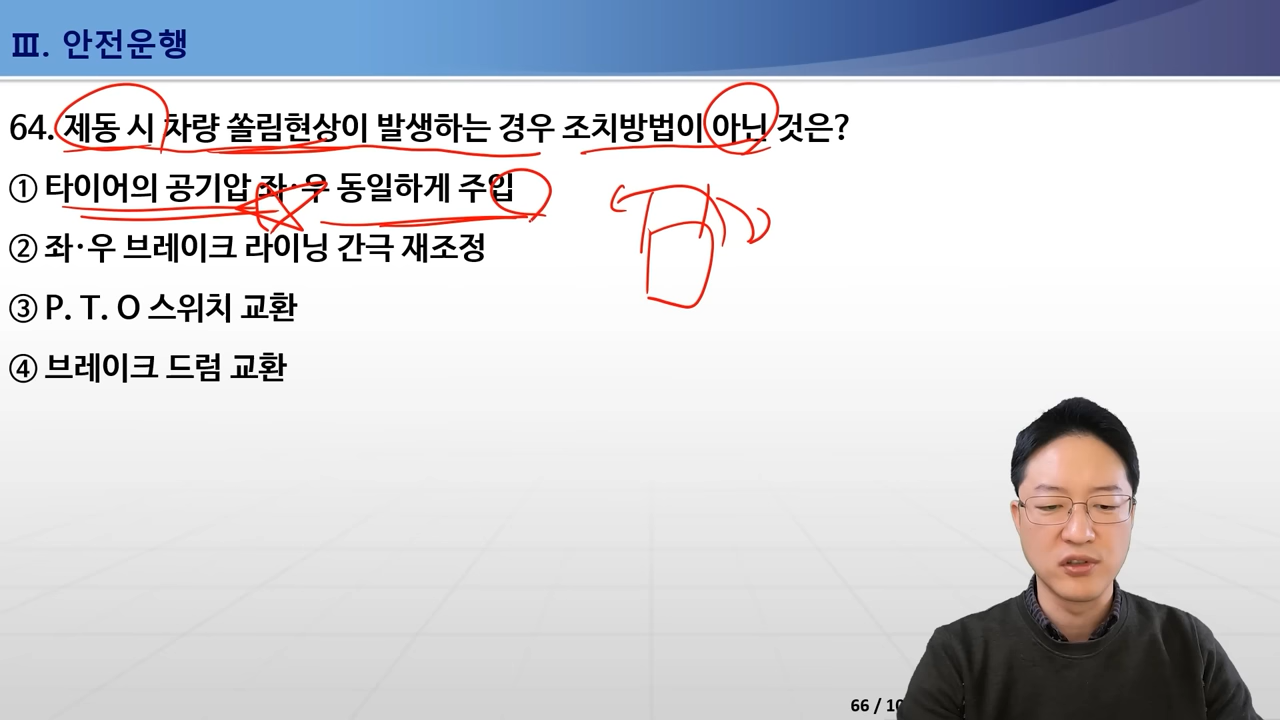 Ⅲ. 안전운행
64. 제동 시 차량 쏠림현상이 발생하는 경우 조치방법이 아닌 것은?
① 타이어의 공기압 좌·우 동일하게 주입
② 좌·우 브레이크 라이닝 간극 재조정
③ P. T. O 스위치 교환
④ 브레이크 드럼 교환
66 / 10